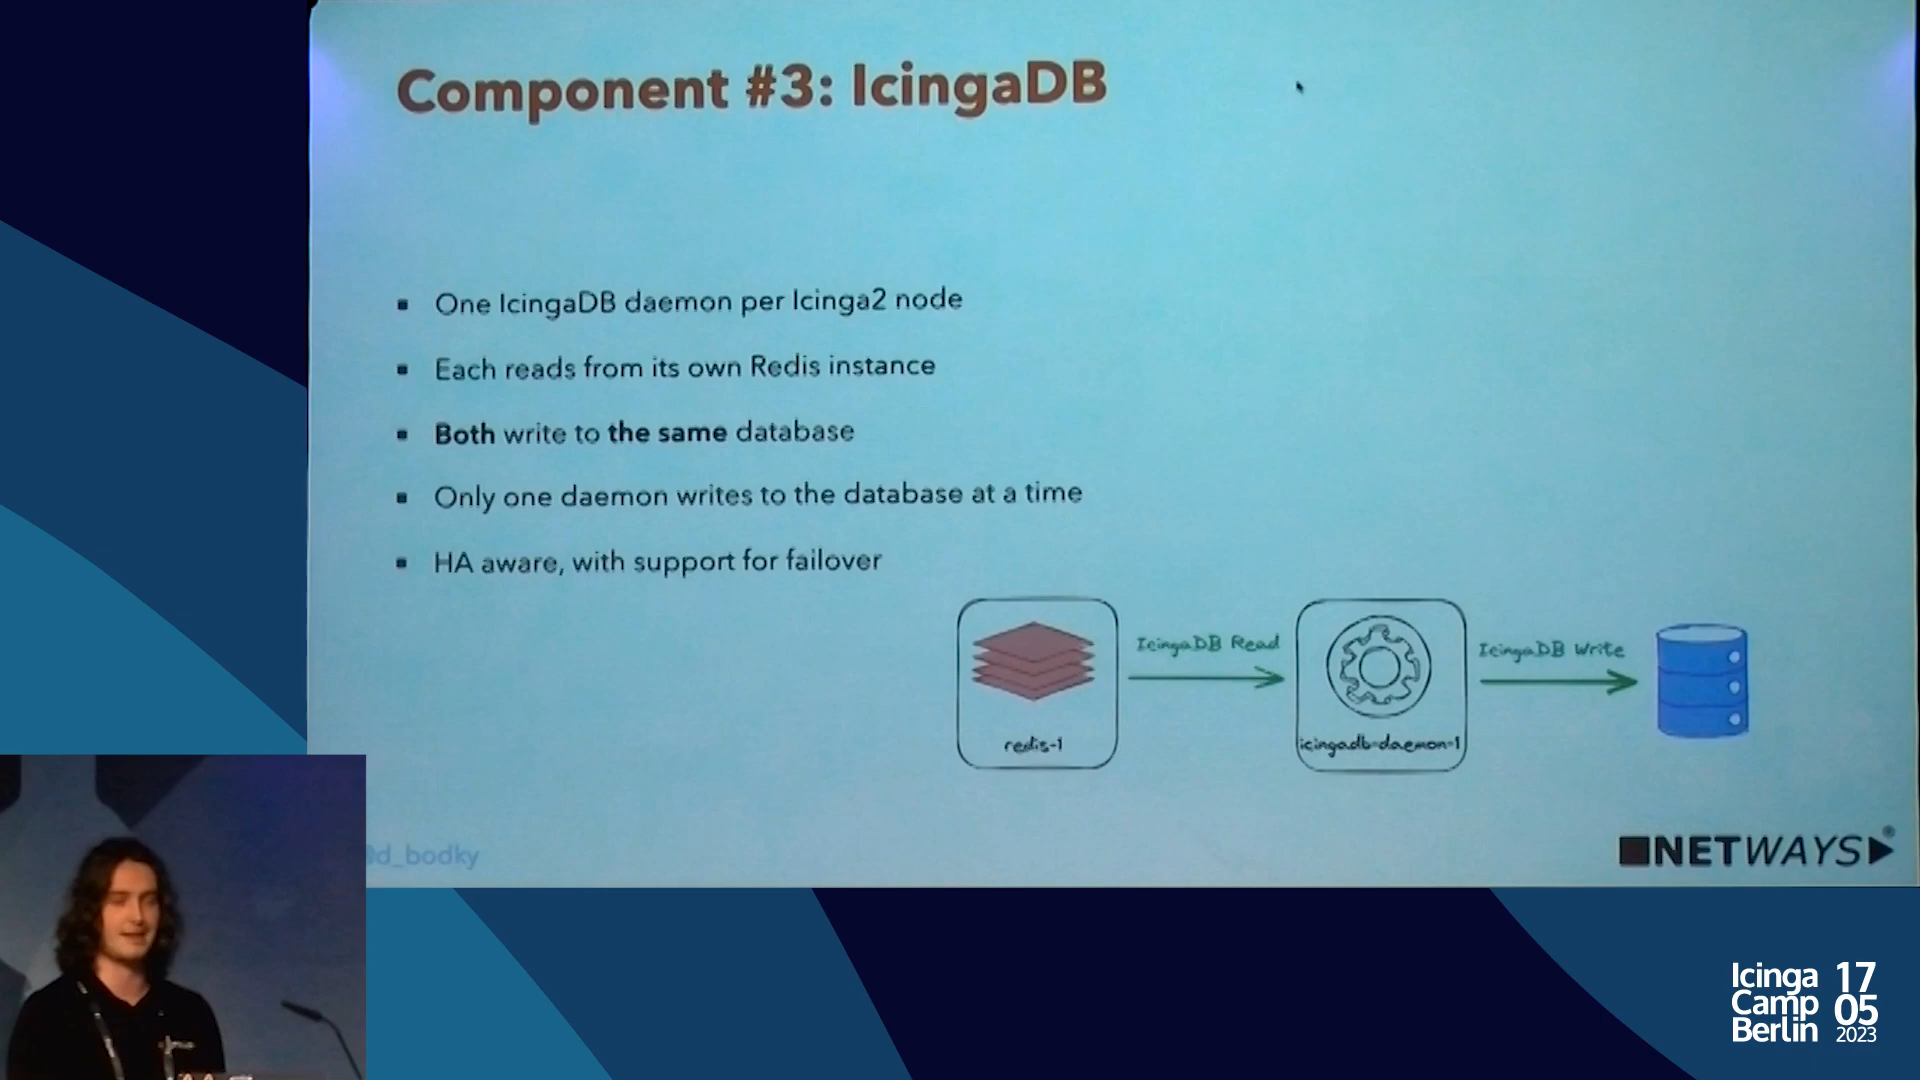 Component #3: IcingaDB
One IcingaDB daemon per Icinga2 node
Each reads from its own Redis instance
Both write to the same database
Only one daemon writes to the database at a time
HA aware, with support for failover
IcingaDB Read
IcingaDB Write
redis-1
icingadb-daemon-1
@d_bodky
NETWAYS®
Icinga
Camp
Berlin
17
05
2023